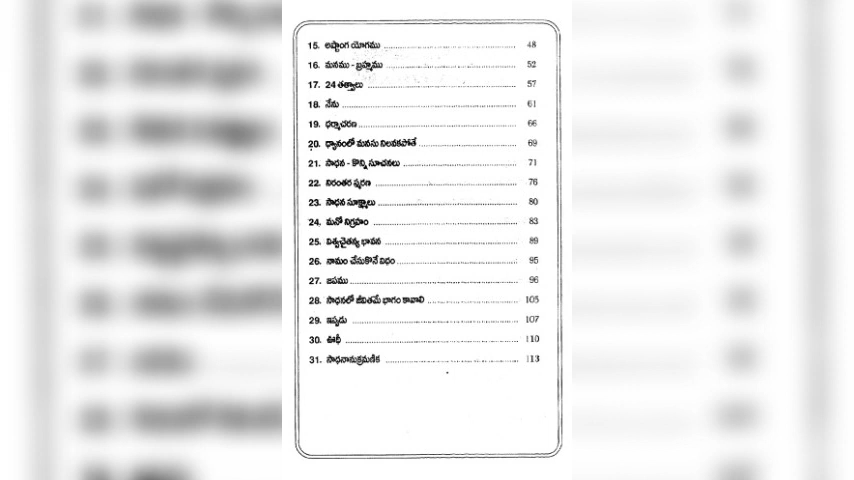 15. అష్టాంగ యోగము ........ 48
16. మనము - బ్రహ్మము ........ 52
17. 24 తత్వాలు ........ 57
18. నేను ........ 61
19. ధర్మాచరణ ........ 66
20. ధ్యానంలో మనసు నిలవకపోతే ........ 69
21. సాధన - కొన్ని సూచనలు ........ 71
22. నిరంతర స్మరణ ........ 76
23. సాధన సూక్ష్మాలు ........ 80
24. మనో నిగ్రహం ........ 83
25. విశ్వచైతన్య భావన ........ 89
26. నామం చేసుకొనే విధం ........ 95
27. జపము ........ 96
28. సాధనలో జీవితమే భాగం కావాలి ........ 105
29. ఇప్పడు ........ 107
30. ఊదీ ........ 110
31. సాధనానుక్రమణిక ........ 113